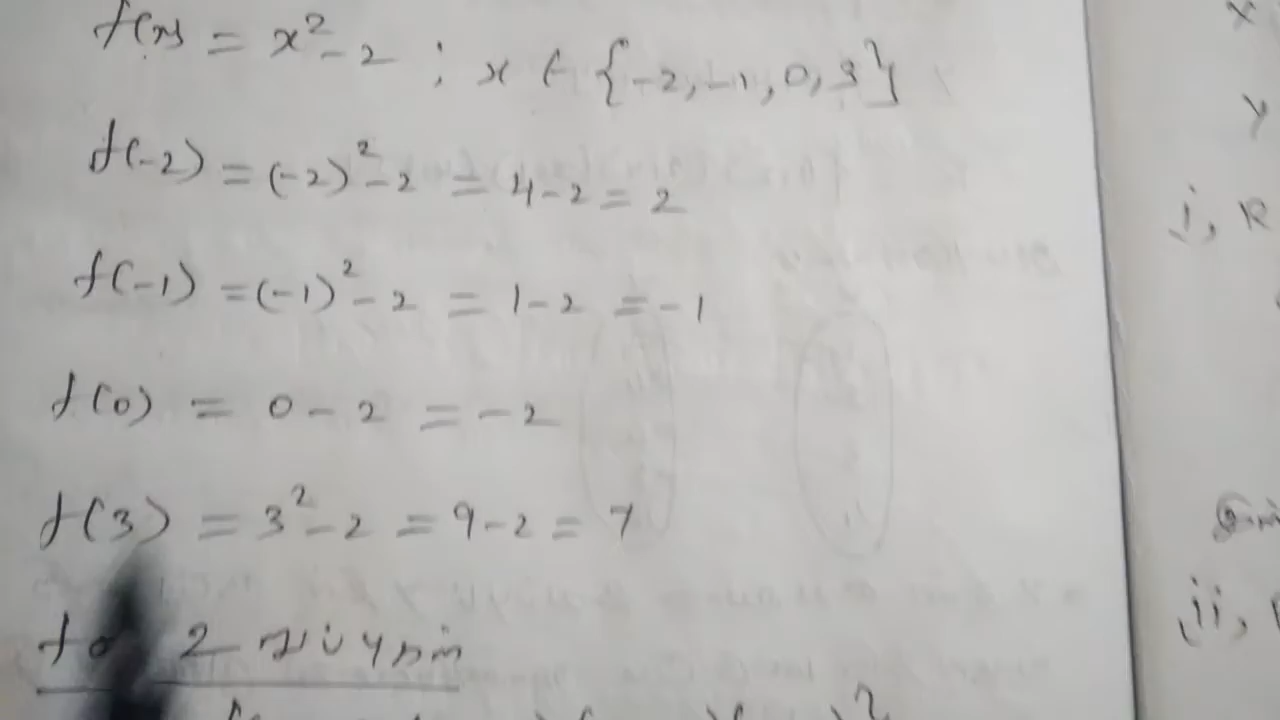 f(x) = x² - 2 ; x ∈ {-2, -1, 0, 3}
f(-2) = (-2)² - 2 = 4 - 2 = 2
f(-1) = (-1)² - 2 = 1 - 2 = -1
f(0) = 0 - 2 = -2
f(3) = 3² - 2 = 9 - 2 = 7
x
y
i, R
ii,